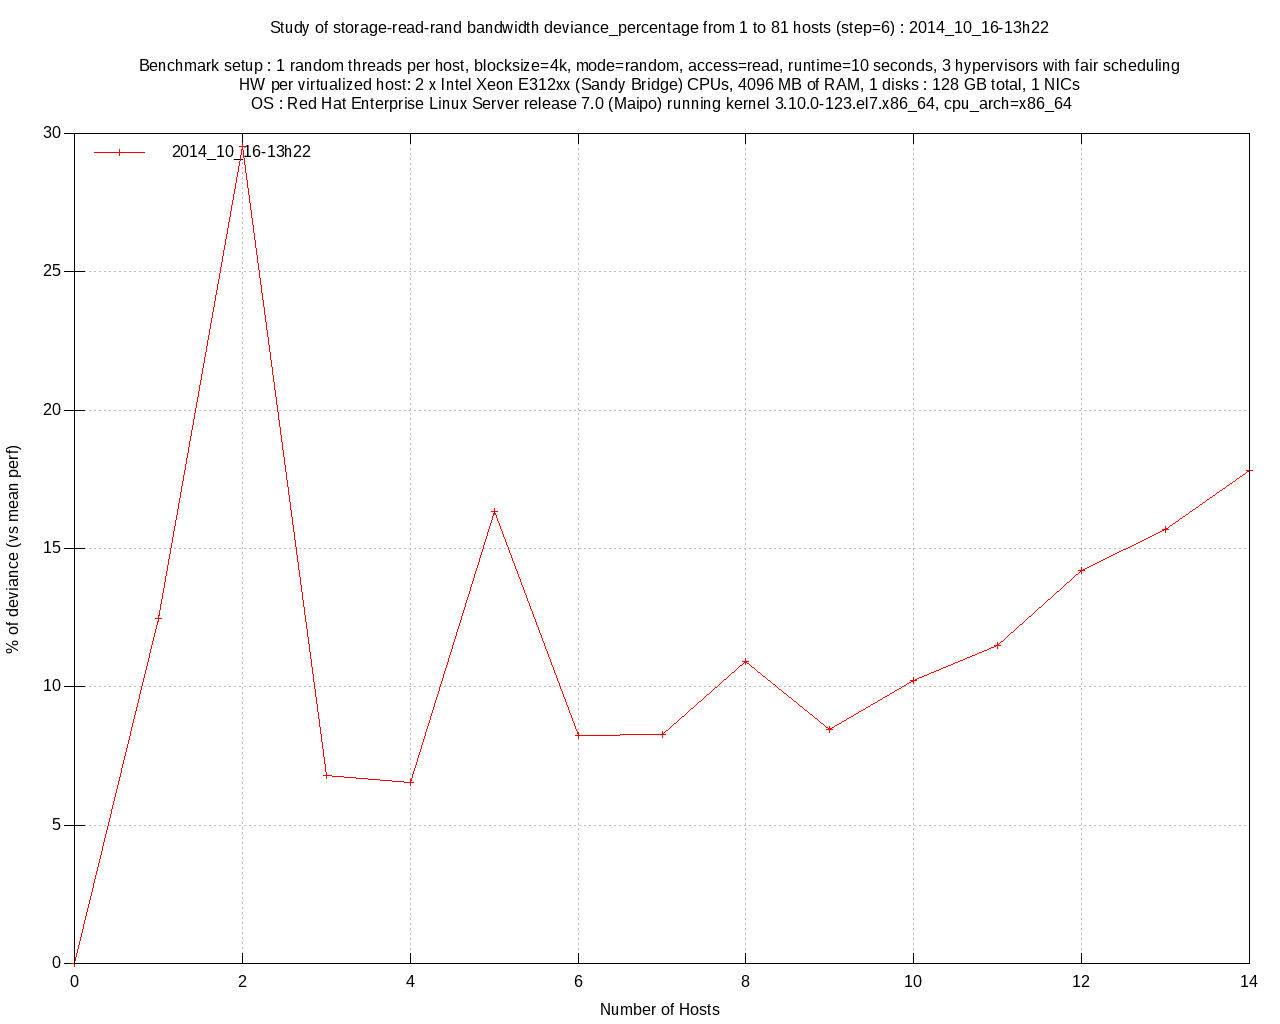 Study of storage-read-rand bandwidth deviance_percentage from 1 to 81 hosts (step=6) : 2014_10_16-13h22
Benchmark setup : 1 random threads per host, blocksize=4k, mode=random, access=read, runtime=10 seconds, 3 hypervisors with fair scheduling
HW per virtualized host: 2 x Intel Xeon E312xx (Sandy Bridge) CPUs, 4096 MB of RAM, 1 disks : 128 GB total, 1 NICs
OS : Red Hat Enterprise Linux Server release 7.0 (Maipo) running kernel 3.10.0-123.el7.x86_64, cpu_arch=x86_64
2014_10_16-13h22
% of deviance (vs mean perf)
30
25
20
15
10
5
0
0 2 4 6 8 10 12 14
Number of Hosts